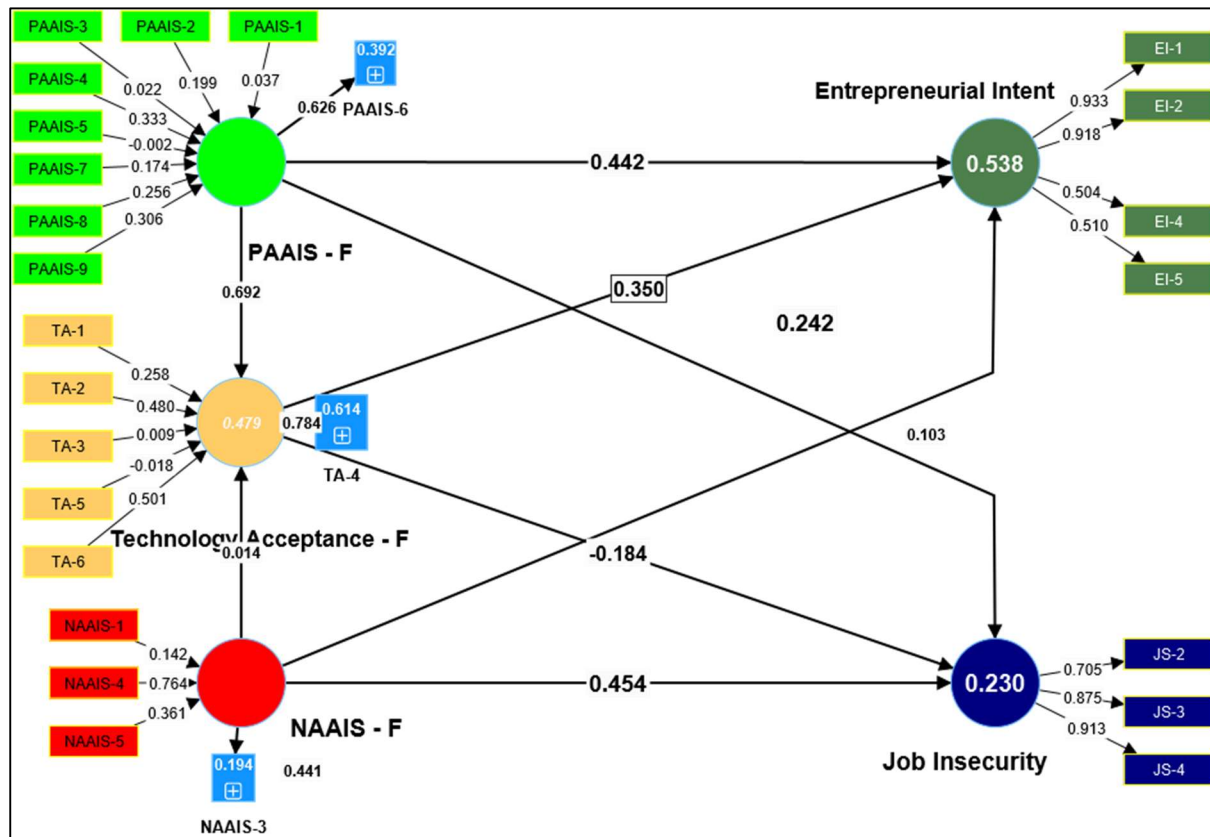 PAAIS-3
PAAIS-2
PAAIS-1
0.392
PAAIS-6
0.022
0.199
0.037
0.626
PAAIS-4
0.333
PAAIS-5
-0.002
PAAIS-7
0.174
PAAIS-8
0.256
PAAIS-9
0.306
PAAIS - F
0.692
0.442
Entrepreneurial Intent
0.538
EI-1
0.933
EI-2
0.918
0.504
EI-4
0.510
EI-5
0.350
0.242
TA-1
0.258
TA-2
0.480
TA-3
0.009
TA-5
-0.018
TA-6
0.501
0.479
0.784
0.614
TA-4
Technology Acceptance - F
0.014
0.103
-0.184
NAAIS-1
0.142
NAAIS-4
0.764
NAAIS-5
0.361
NAAIS - F
0.454
0.194
0.441
NAAIS-3
0.230
Job Insecurity
JS-2
0.705
JS-3
0.875
0.913
JS-4